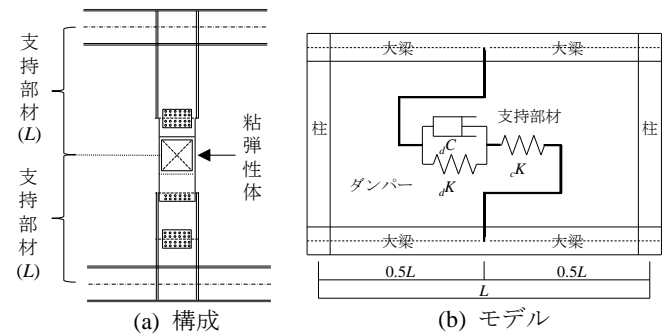 支持部材
(L)
支持部材
(L)
粘弾性体
(a) 構成
大梁 大梁
柱
柱
支持部材
dC
dK
cK
ダンパー
大梁 大梁
0.5L 0.5L
L
(b) モデル